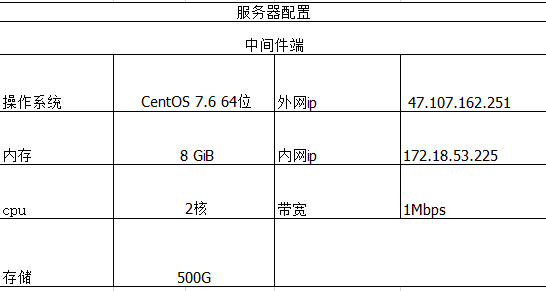 服务器配置
中间件端
操作系统 CentOS 7.6 64位 外网ip 47.107.162.251
内存 8 GiB 内网ip 172.18.53.225
cpu 2核 带宽 1Mbps
存储 500G